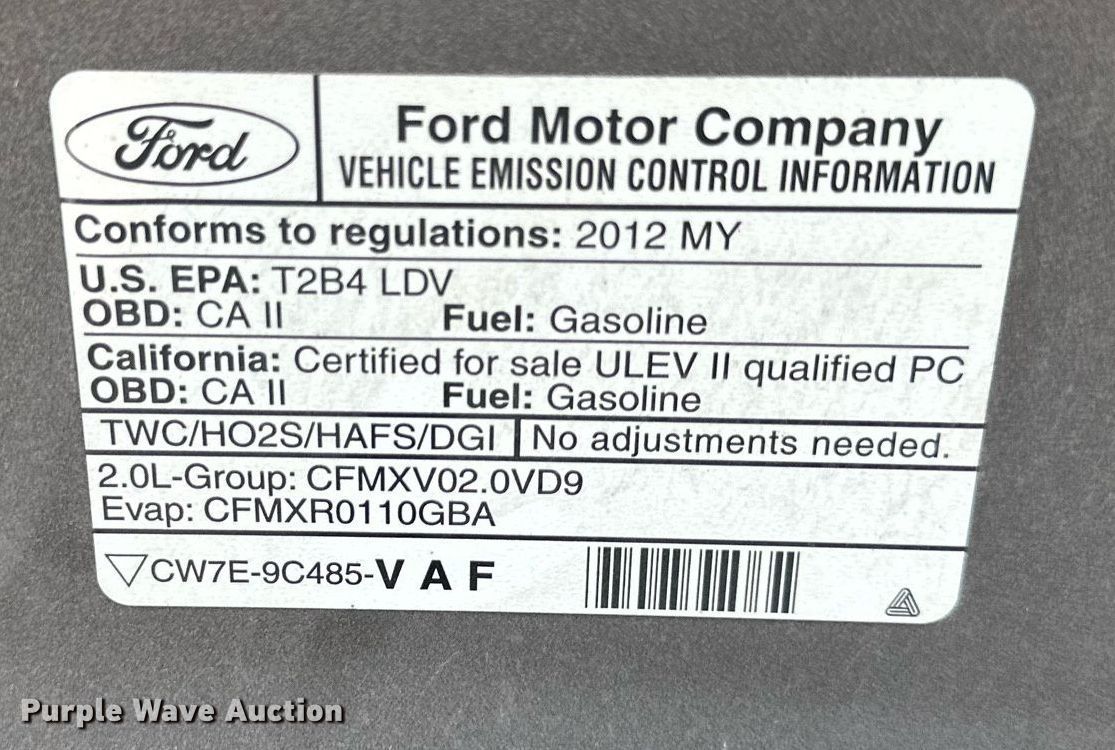 Ford
Ford Motor Company
VEHICLE EMISSION CONTROL INFORMATION
Conforms to regulations: 2012 MY
U.S. EPA: T2B4 LDV
OBD: CA II Fuel: Gasoline
California: Certified for sale ULEV II qualified PC
OBD: CA II Fuel: Gasoline
TWC/HO2S/HAFS/DGI No adjustments needed.
2.0L-Group: CFMXV02.0VD9
Evap: CFMXR0110GBA
CW7E-9C485-V A F
Purple Wave Auction